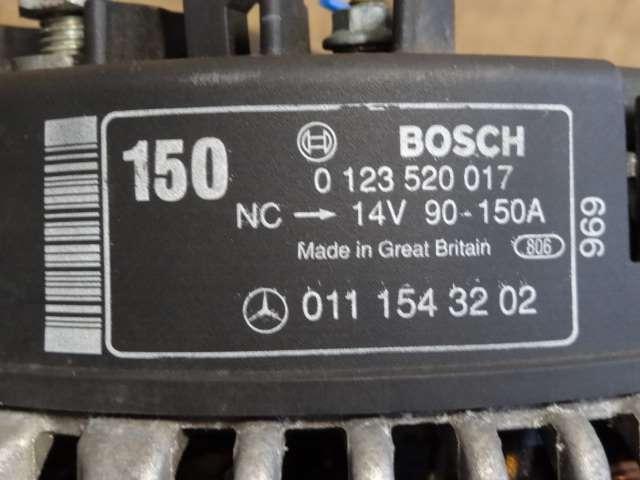 150
BOSCH
0 123 520 017
NC → 14V 90-150A
Made in Great Britain 806
011 154 32 02
969